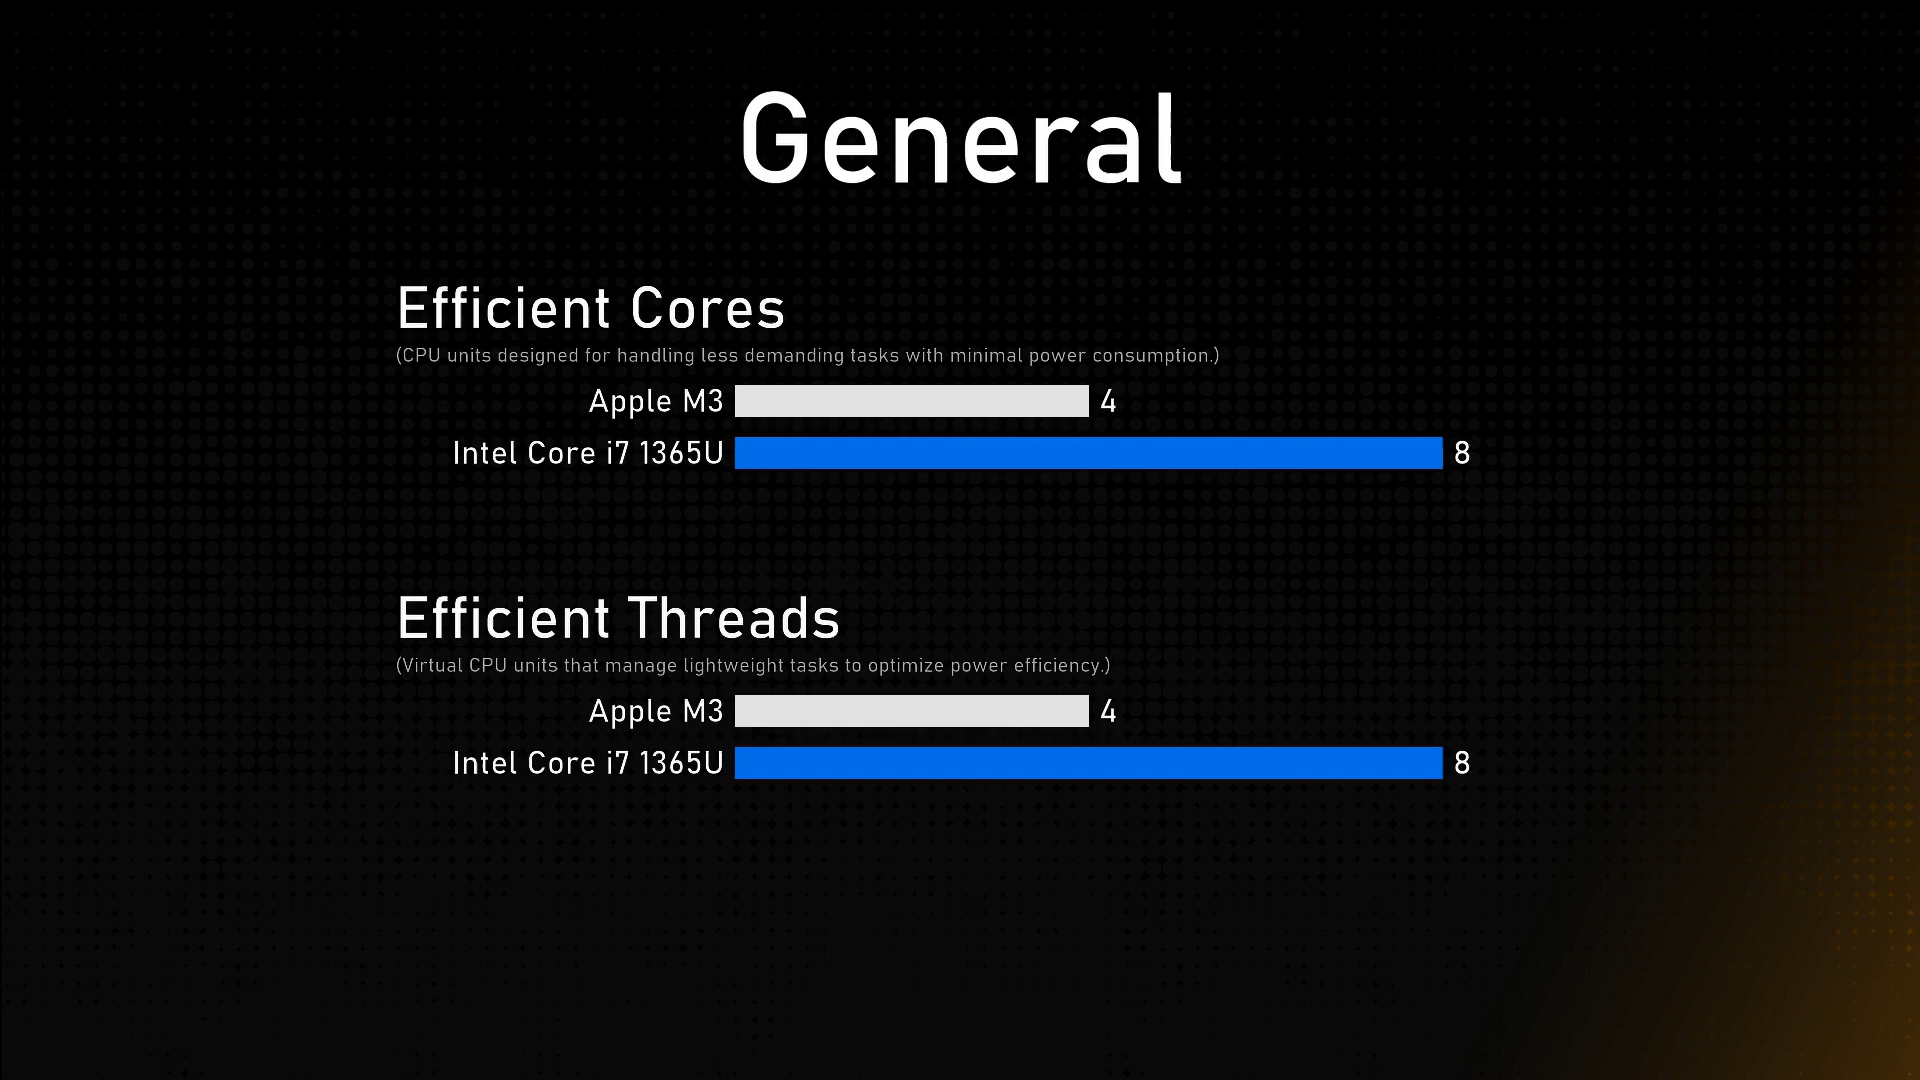 General
Efficient Cores
(CPU units designed for handling less demanding tasks with minimal power consumption.)
Apple M3 4
Intel Core i7 1365U 8
Efficient Threads
(Virtual CPU units that manage lightweight tasks to optimize power efficiency.)
Apple M3 4
Intel Core i7 1365U 8